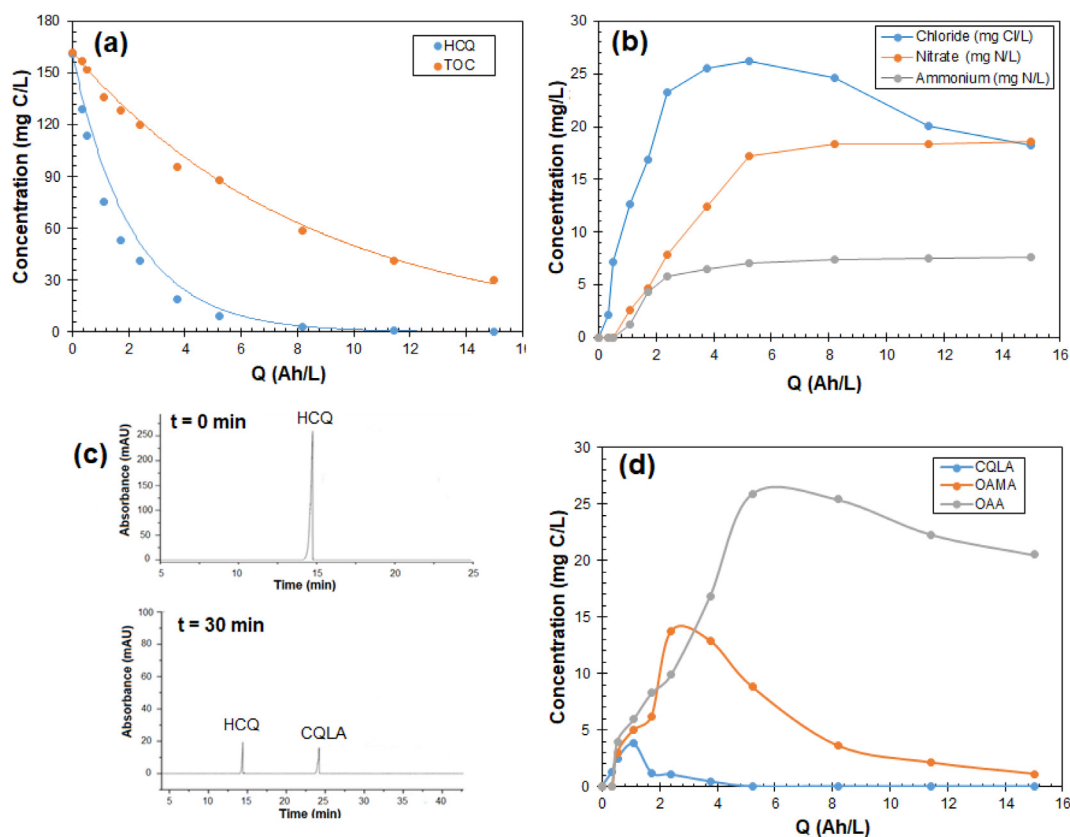 (a)
HCQ
TOC
Concentration (mg C/L)
180
150
120
90
60
30
0
0 2 4 6 8 10 12 14 16
Q (Ah/L)
(b)
Chloride (mg Cl/L)
Nitrate (mg N/L)
Ammonium (mg N/L)
Concentration (mg/L)
30
25
20
15
10
5
0
0 2 4 6 8 10 12 14 16
Q (Ah/L)
(c)
t = 0 min
HCQ
Absorbance (mAU)
250
200
150
100
50
0
5 10 15 20 25
Time (min)
t = 30 min
HCQ
CQLA
Absorbance (mAU)
100
80
60
40
20
0
5 10 15 20 25 30 35 40
Time (min)
(d)
CQLA
OAMA
OAA
Concentration (mg C/L)
30
25
20
15
10
5
0
0 2 4 6 8 10 12 14 16
Q (Ah/L)